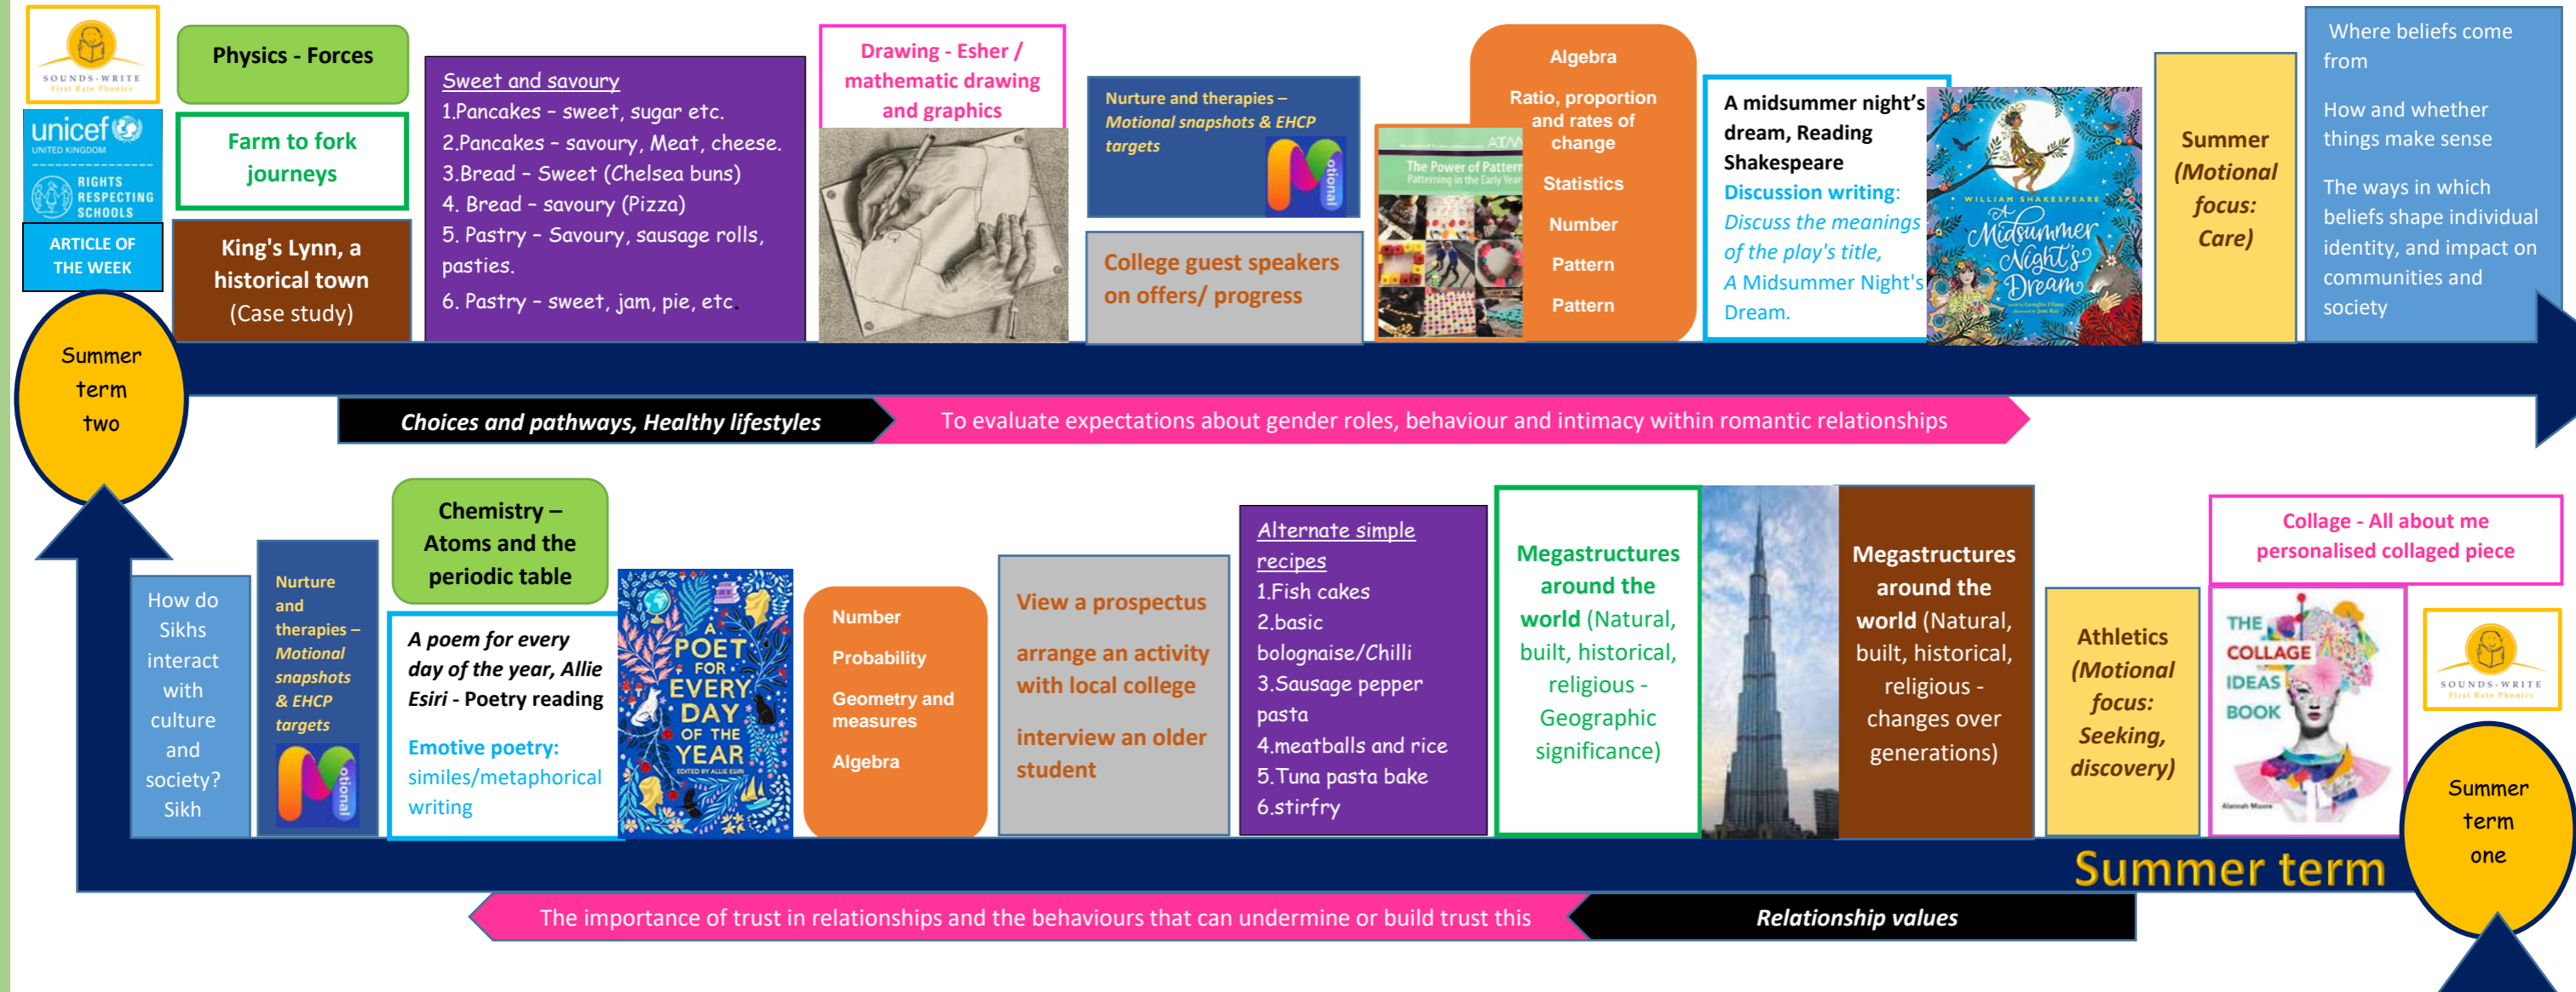 SOUNDS-WRITE
First Rate Phonics
unicef
UNITED KINGDOM
RIGHTS
RESPECTING
SCHOOLS
ARTICLE OF
THE WEEK
Summer
term
two
Physics - Forces
Farm to fork
journeys
King's Lynn, a
historical town
(Case study)
Sweet and savoury
1.Pancakes – sweet, sugar etc.
2.Pancakes – savoury, Meat, cheese.
3.Bread – Sweet (Chelsea buns)
4. Bread – savoury (Pizza)
5. Pastry – Savoury, sausage rolls,
pasties.
6. Pastry – sweet, jam, pie, etc.
Drawing - Esher /
mathematic drawing
and graphics
Nurture and therapies –
Motional snapshots & EHCP
targets
otional
College guest speakers
on offers/ progress
ATM
The Power of Pattern
Patterning in the Early Year
Algebra
Ratio, proportion
and rates of
change
Statistics
Number
Pattern
Pattern
A midsummer night's
dream, Reading
Shakespeare
Discussion writing:
Discuss the meanings
of the play's title,
A Midsummer Night's
Dream.
WILLIAM SHAKESPEARE
A
Midsummer
Night's
Dream
Summer
(Motional
focus:
Care)
Where beliefs come
from
How and whether
things make sense
The ways in which
beliefs shape individual
identity, and impact on
communities and
society
Choices and pathways, Healthy lifestyles
To evaluate expectations about gender roles, behaviour and intimacy within romantic relationships
How do
Sikhs
interact
with
culture
and
society?
Sikh
Nurture
and
therapies –
Motional
snapshots
& EHCP
targets
otional
Chemistry –
Atoms and the
periodic table
A poem for every
day of the year, Allie
Esiri - Poetry reading
Emotive poetry:
similes/metaphorical
writing
A
POET
FOR
EVERY
DAY
OF THE
YEAR
EDITED BY ALLIE ESIRI
Number
Probability
Geometry and
measures
Algebra
View a prospectus
arrange an activity
with local college
interview an older
student
Alternate simple
recipes
1.Fish cakes
2.basic
bolognaise/Chilli
3.Sausage pepper
pasta
4.meatballs and rice
5.Tuna pasta bake
6.stirfry
Megastructures
around the
world (Natural,
built, historical,
religious -
Geographic
significance)
Megastructures
around the
world (Natural,
built, historical,
religious -
changes over
generations)
Athletics
(Motional
focus:
Seeking,
discovery)
Collage - All about me
personalised collaged piece
THE
COLLAGE
IDEAS
BOOK
Alannah Moore
SOUNDS-WRITE
First Rate Phonics
Summer
term
one
Summer term
The importance of trust in relationships and the behaviours that can undermine or build trust this
Relationship values